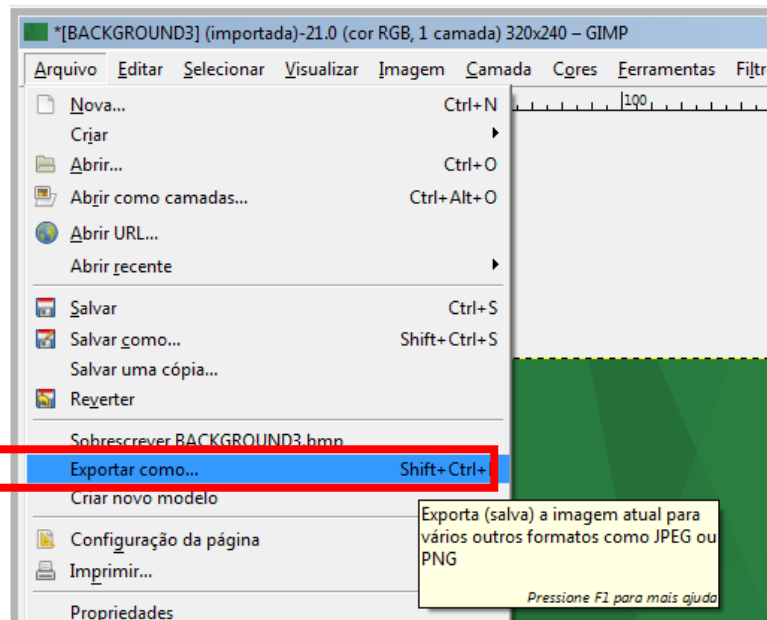 *[BACKGROUND3] (importada)-21.0 (cor RGB, 1 camada) 320x240 – GIMP
Arquivo Editar Selecionar Visualizar Imagem Camada Cores Ferramentas Filtr
100
Nova... Ctrl+N
Criar
Abrir... Ctrl+O
Abrir como camadas... Ctrl+Alt+O
Abrir URL...
Abrir recente
Salvar Ctrl+S
Salvar como... Shift+Ctrl+S
Salvar uma cópia...
Reverter
Sobrescrever BACKGROUND3.bmp
Exportar como... Shift+Ctrl+
Criar novo modelo
Exporta (salva) a imagem atual para
vários outros formatos como JPEG ou
PNG
Pressione F1 para mais ajuda
Configuração da página
Imprimir...
Propriedades